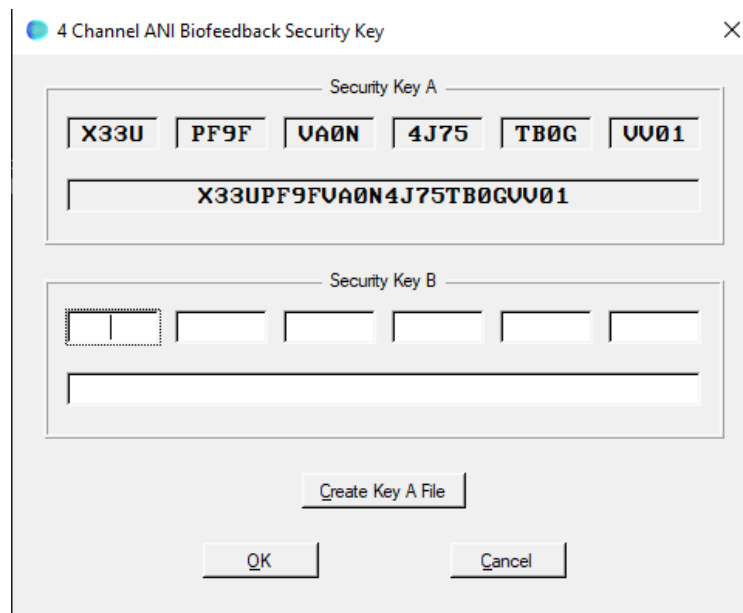 4 Channel ANI Biofeedback Security Key
Security Key A
X33U PF9F VA0N 4J75 TB0G VV01
X33UPF9FVA0N4J75TB0GVV01
Security Key B
Create Key A File
OK Cancel